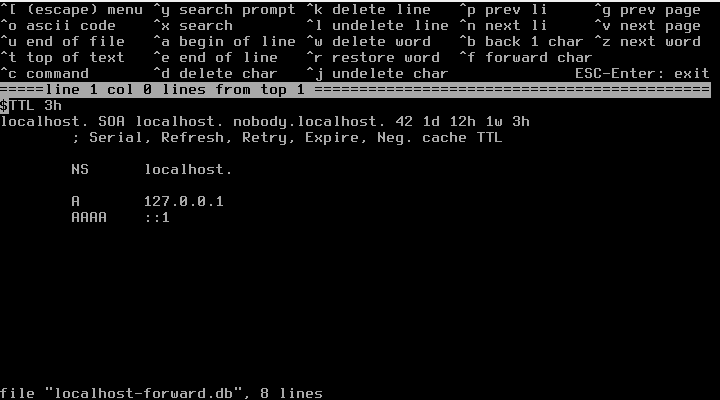 ^[ (escape) menu ^y search prompt ^k delete line ^p prev li ^g prev page
^o ascii code ^x search ^l undelete line ^n next li ^v next page
^u end of file ^a begin of line ^w delete word ^b back 1 char ^z next word
^t top of text ^e end of line ^r restore word ^f forward char
^c command ^d delete char ^j undelete char ESC-Enter: exit
=====line 1 col 0 lines from top 1 ============================================
$TTL 3h
localhost. SOA localhost. nobody.localhost. 42 1d 12h 1w 3h
; Serial, Refresh, Retry, Expire, Neg. cache TTL
NS localhost.
A 127.0.0.1
AAAA ::1
file "localhost-forward.db", 8 lines